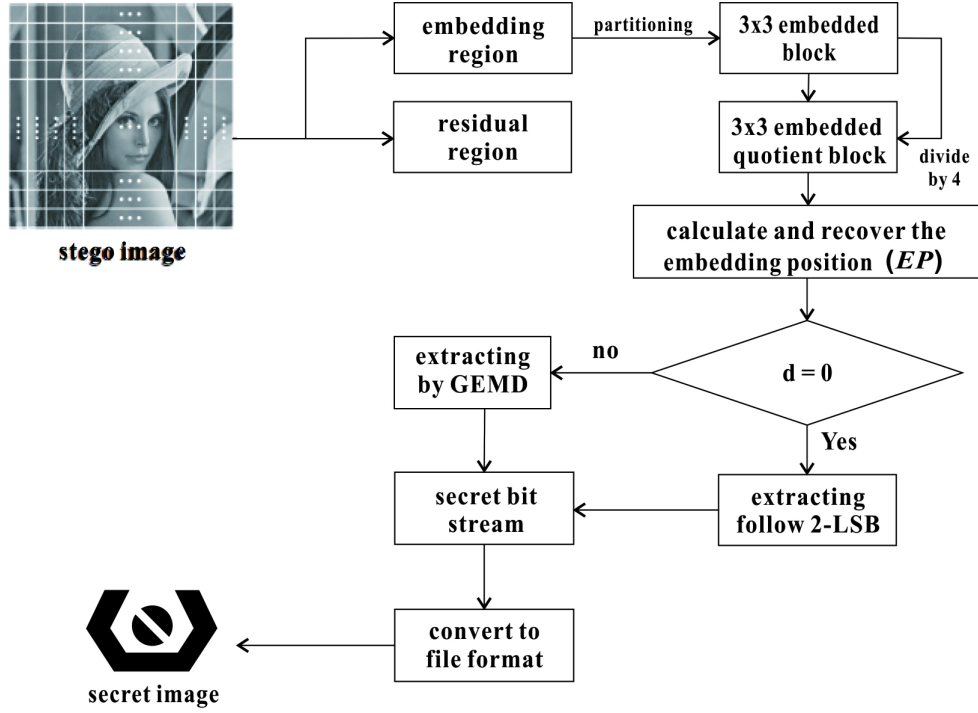 embedding
region
partitioning
3x3 embedded
block
residual
region
3x3 embedded
quotient block
divide
by 4
stego image
calculate and recover the
embedding position (EP)
d = 0
no
Yes
extracting
by GEMD
extracting
follow 2-LSB
secret bit
stream
convert to
file format
secret image